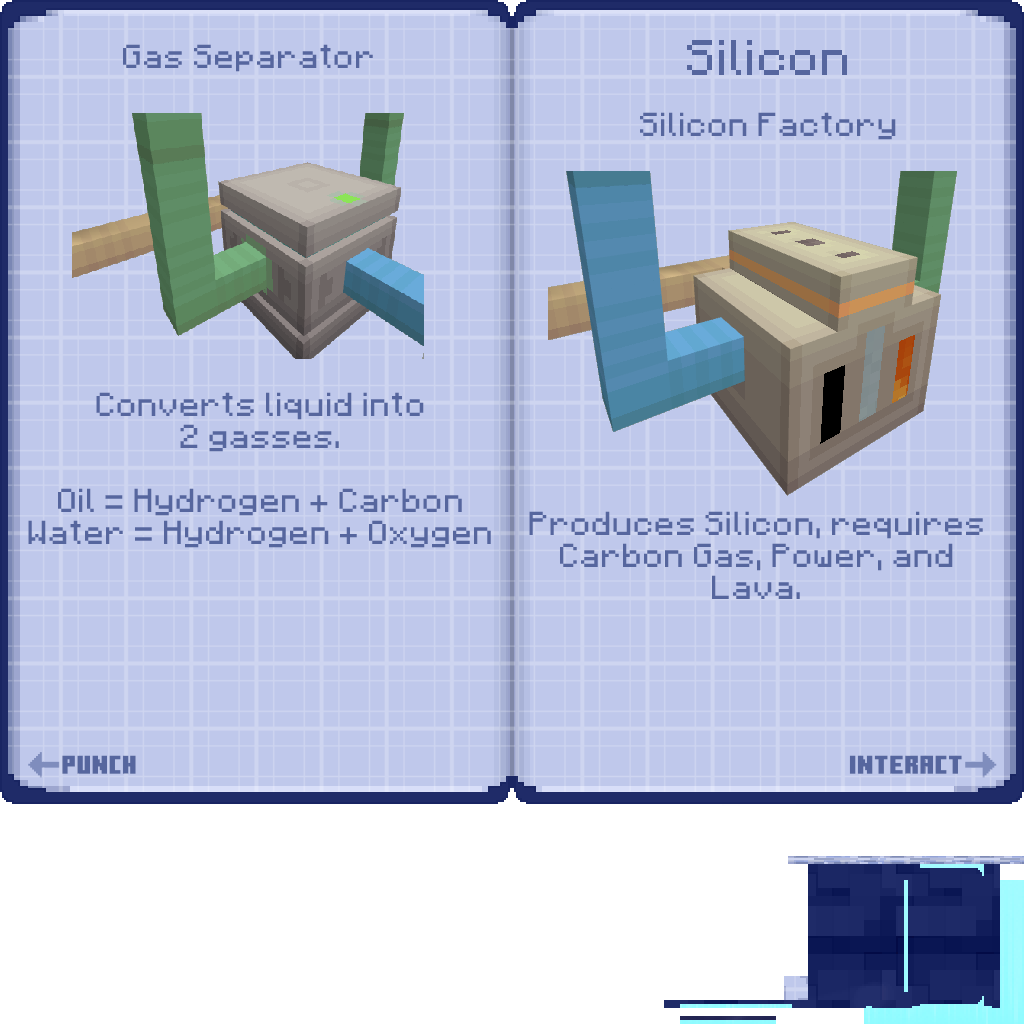 Gas Separator
Converts liquid into
2 gasses.
Oil = Hydrogen + Carbon
Water = Hydrogen + Oxygen
PUNCH
Silicon
Silicon Factory
Produces Silicon, requires
Carbon Gas, Power, and
Lava.
INTERACT